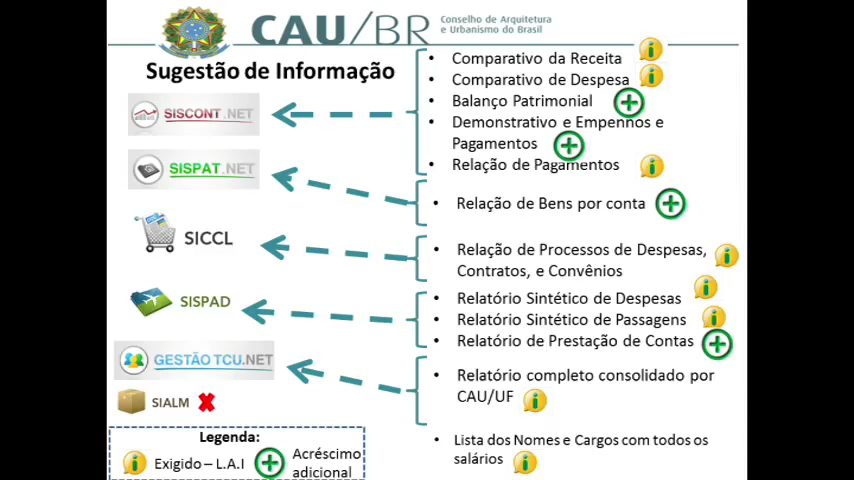 CAU/BR
Conselho de Arquitetura
e Urbanismo do Brasil
Sugestão de Informação
SISCONT.NET
• Comparativo da Receita
• Comparativo de Despesa
• Balanço Patrimonial
• Demonstrativo e Empenhos e
Pagamentos
• Relação de Pagamentos
SISPAT.NET
• Relação de Bens por conta
SICCL
• Relação de Processos de Despesas,
Contratos, e Convênios
SISPAD
• Relatório Sintético de Despesas
• Relatório Sintético de Passagens
• Relatório de Prestação de Contas
GESTÃO TCU.NET
• Relatório completo consolidado por
CAU/UF
SIALM
• Lista dos Nomes e Cargos com todos os
salários
Legenda:
Exigido – L.A.I
Acréscimo
adicional